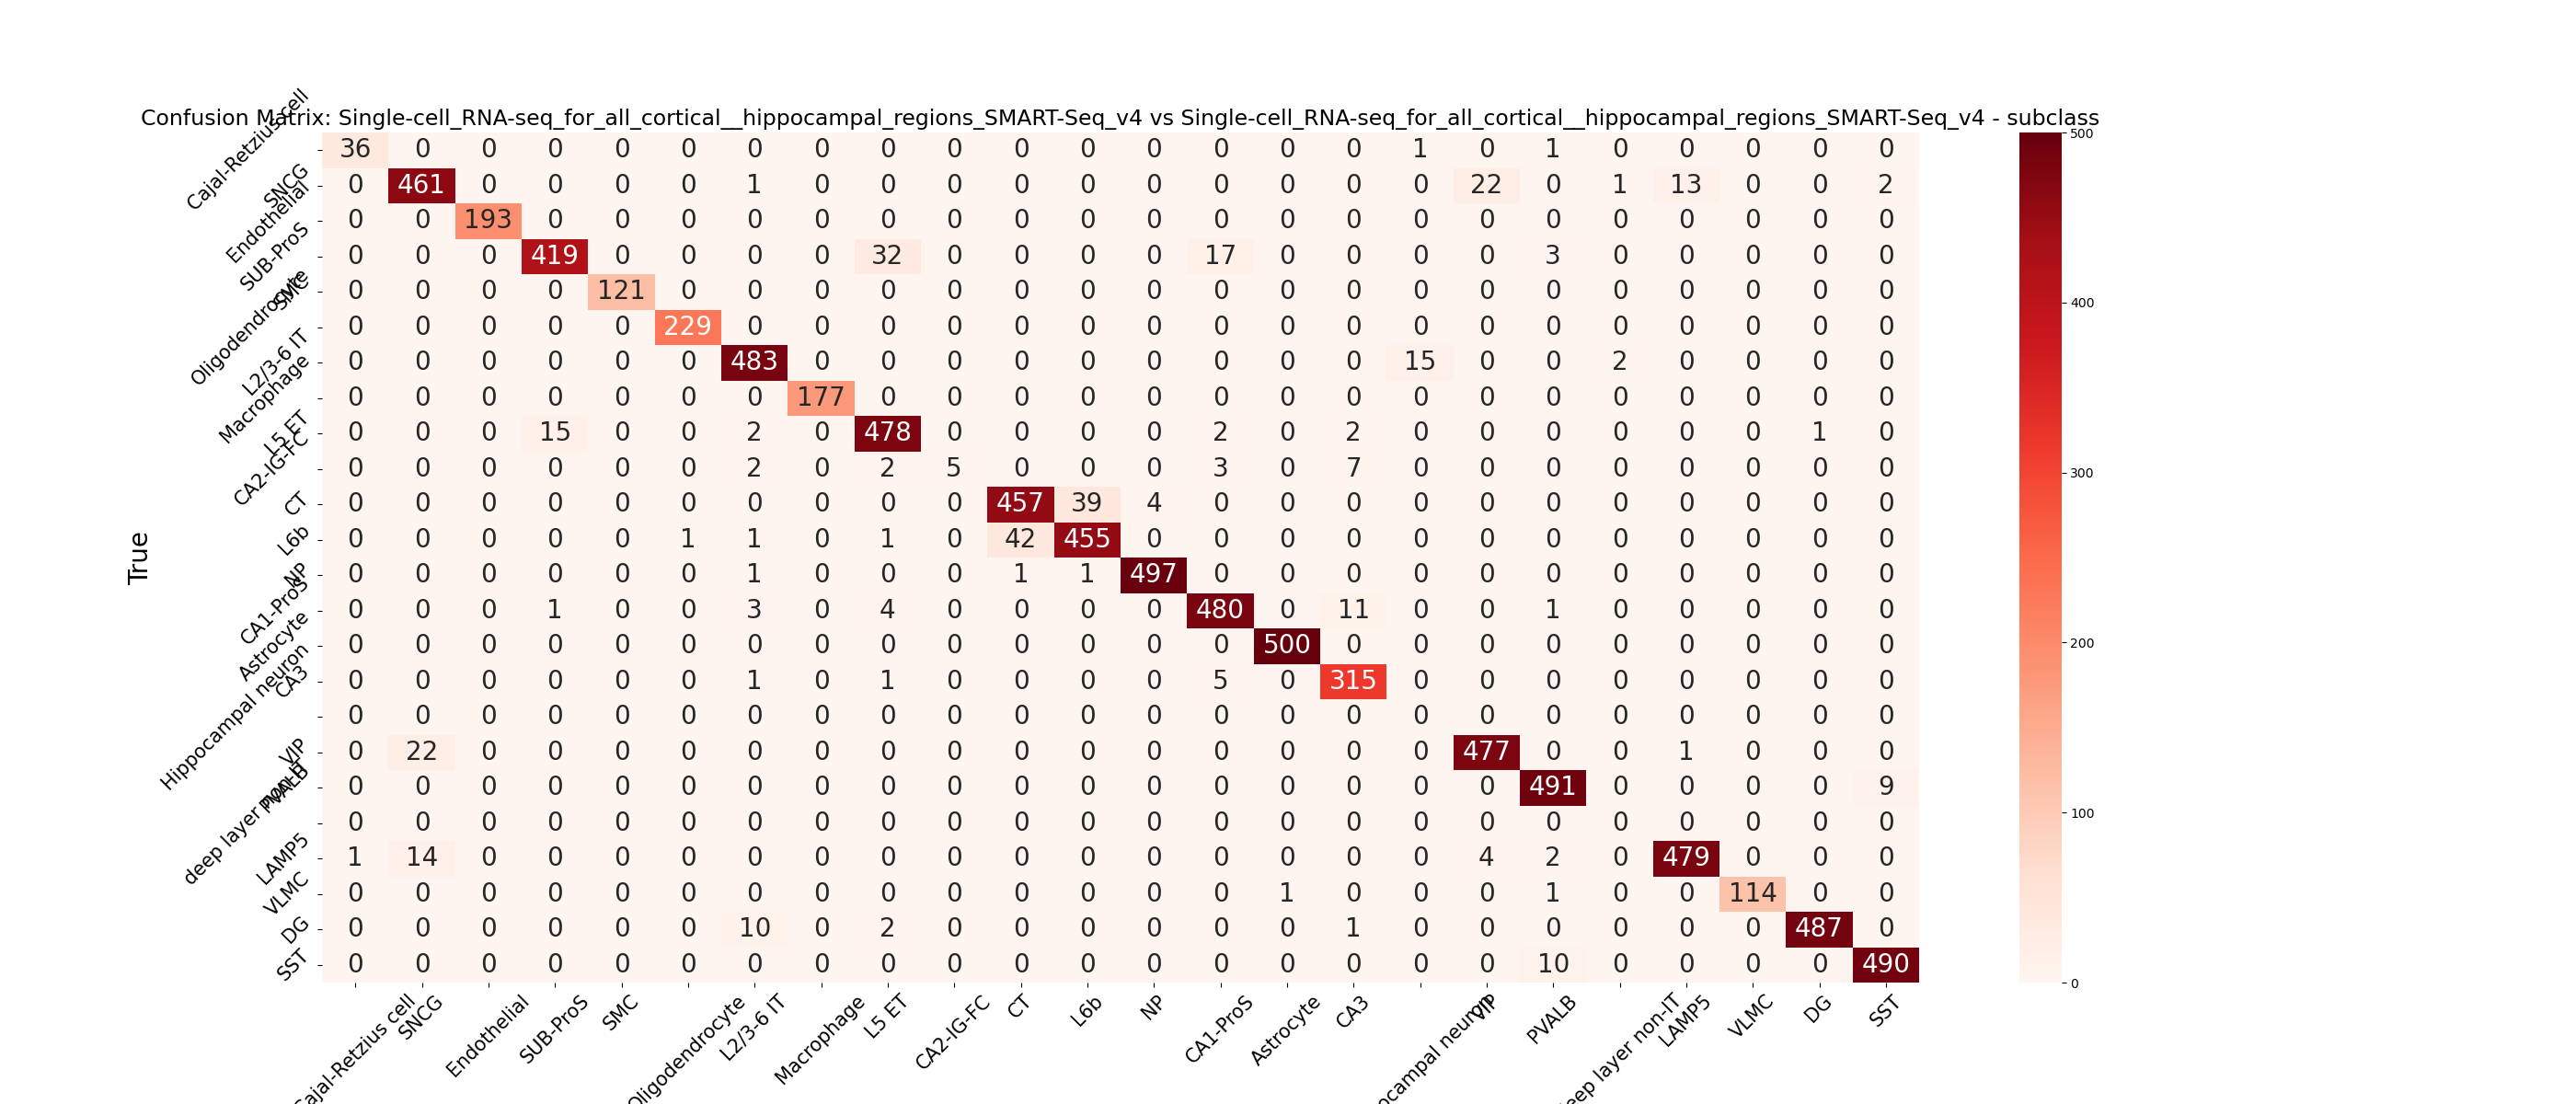 Confusion Matrix: Single-cell_RNA-seq_for_all_cortical__hippocampal_regions_SMART-Seq_v4 vs Single-cell_RNA-seq_for_all_cortical__hippocampal_regions_SMART-Seq_v4 - subclass
True
Cajal-Retzius cell 36 0 0 0 0 0 0 0 0 0 0 0 0 0 0 0 1 0 1 0 0 0 0 0
SNCG 0 461 0 0 0 0 1 0 0 0 0 0 0 0 0 0 0 22 0 1 13 0 0 2
Endothelial 0 0 193 0 0 0 0 0 0 0 0 0 0 0 0 0 0 0 0 0 0 0 0 0
SUB-ProS 0 0 0 419 0 0 0 0 32 0 0 0 0 17 0 0 0 0 3 0 0 0 0 0
SMC 0 0 0 0 121 0 0 0 0 0 0 0 0 0 0 0 0 0 0 0 0 0 0 0
Oligodendrocyte 0 0 0 0 0 229 0 0 0 0 0 0 0 0 0 0 0 0 0 0 0 0 0 0
L2/3-6 IT 0 0 0 0 0 0 483 0 0 0 0 0 0 0 0 0 15 0 0 2 0 0 0 0
Macrophage 0 0 0 0 0 0 0 177 0 0 0 0 0 0 0 0 0 0 0 0 0 0 0 0
L5 ET 0 0 0 15 0 0 2 0 478 0 0 0 0 2 0 2 0 0 0 0 0 0 1 0
CA2-IG-FC 0 0 0 0 0 0 2 0 2 5 0 0 0 3 0 7 0 0 0 0 0 0 0 0
CT 0 0 0 0 0 0 0 0 0 0 457 39 4 0 0 0 0 0 0 0 0 0 0 0
L6b 0 0 0 0 0 1 1 0 1 0 42 455 0 0 0 0 0 0 0 0 0 0 0 0
NP 0 0 0 0 0 0 1 0 0 0 1 1 497 0 0 0 0 0 0 0 0 0 0 0
CA1-ProS 0 0 0 1 0 0 3 0 4 0 0 0 0 480 0 11 0 0 1 0 0 0 0 0
Astrocyte 0 0 0 0 0 0 0 0 0 0 0 0 0 0 500 0 0 0 0 0 0 0 0 0
CA3 0 0 0 0 0 0 1 0 1 0 0 0 0 5 0 315 0 0 0 0 0 0 0 0
Hippocampal neuron 0 0 0 0 0 0 0 0 0 0 0 0 0 0 0 0 0 0 0 0 0 0 0 0
VIP 0 22 0 0 0 0 0 0 0 0 0 0 0 0 0 0 0 477 0 0 1 0 0 0
PVALB 0 0 0 0 0 0 0 0 0 0 0 0 0 0 0 0 0 0 491 0 0 0 0 9
deep layer non-IT 0 0 0 0 0 0 0 0 0 0 0 0 0 0 0 0 0 0 0 0 0 0 0 0
LAMP5 1 14 0 0 0 0 0 0 0 0 0 0 0 0 0 0 0 4 2 0 479 0 0 0
VLMC 0 0 0 0 0 0 0 0 0 0 0 0 0 0 1 0 0 0 1 0 0 114 0 0
DG 0 0 0 0 0 0 10 0 2 0 0 0 0 0 0 1 0 0 0 0 0 0 487 0
SST 0 0 0 0 0 0 0 0 0 0 0 0 0 0 0 0 0 0 10 0 0 0 0 490
Cajal-Retzius cell SNCG Endothelial SUB-ProS SMC Oligodendrocyte L2/3-6 IT Macrophage L5 ET CA2-IG-FC CT L6b NP CA1-ProS Astrocyte CA3 ocampal neuron VIP PVALB deep layer non-IT LAMP5 VLMC DG SST
500
400
300
200
100
0